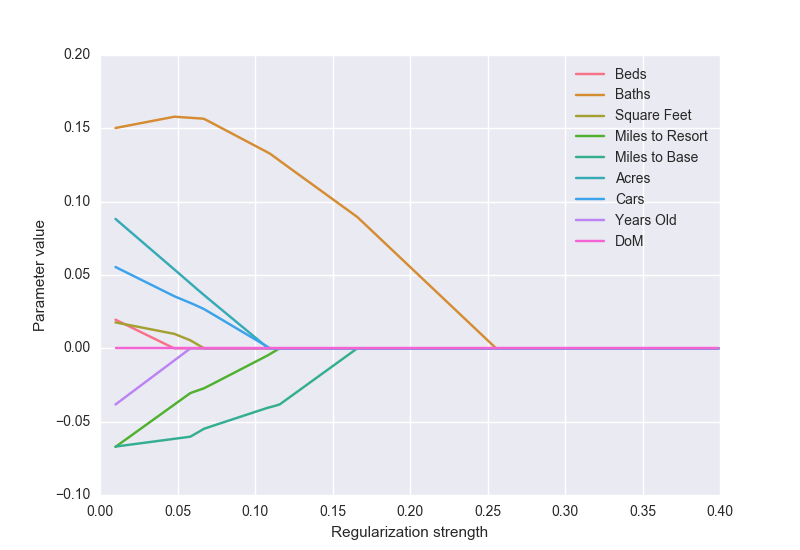 0.20
0.15
0.10
0.05
0.00
−0.05
−0.10
Parameter value
Beds
Baths
Square Feet
Miles to Resort
Miles to Base
Acres
Cars
Years Old
DoM
0.00 0.05 0.10 0.15 0.20 0.25 0.30 0.35 0.40
Regularization strength